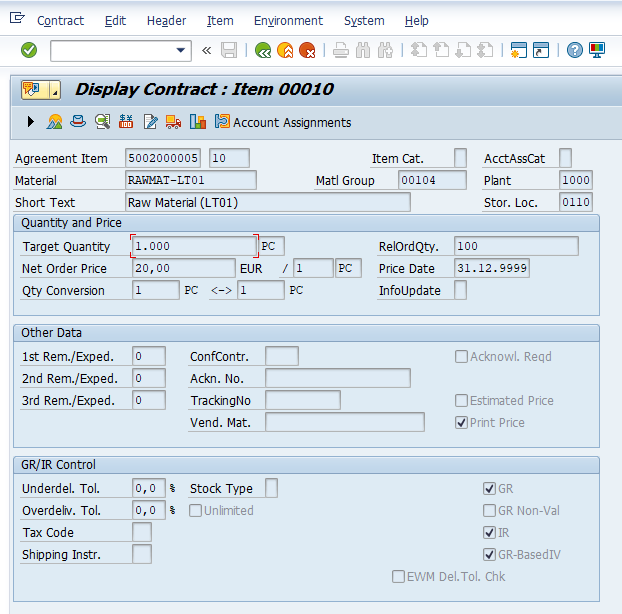 Contract Edit Header Item Environment System Help
Display Contract : Item 00010
Account Assignments
Agreement Item 5002000005 10 Item Cat. AcctAssCat
Material RAWMAT-LT01 Matl Group 00104 Plant 1000
Short Text Raw Material (LT01) Stor. Loc. 0110
Quantity and Price
Target Quantity 1.000 PC RelOrdQty. 100
Net Order Price 20,00 EUR / 1 PC Price Date 31.12.9999
Qty Conversion 1 PC <-> 1 PC InfoUpdate
Other Data
1st Rem./Exped. 0 ConfContr. Acknowl. Reqd
2nd Rem./Exped. 0 Ackn. No.
3rd Rem./Exped. 0 TrackingNo Estimated Price
Vend. Mat. Print Price
GR/IR Control
Underdel. Tol. 0,0 % Stock Type GR
Overdeliv. Tol. 0,0 % Unlimited GR Non-Val
Tax Code IR
Shipping Instr. GR-BasedIV
EWM Del.Tol. Chk